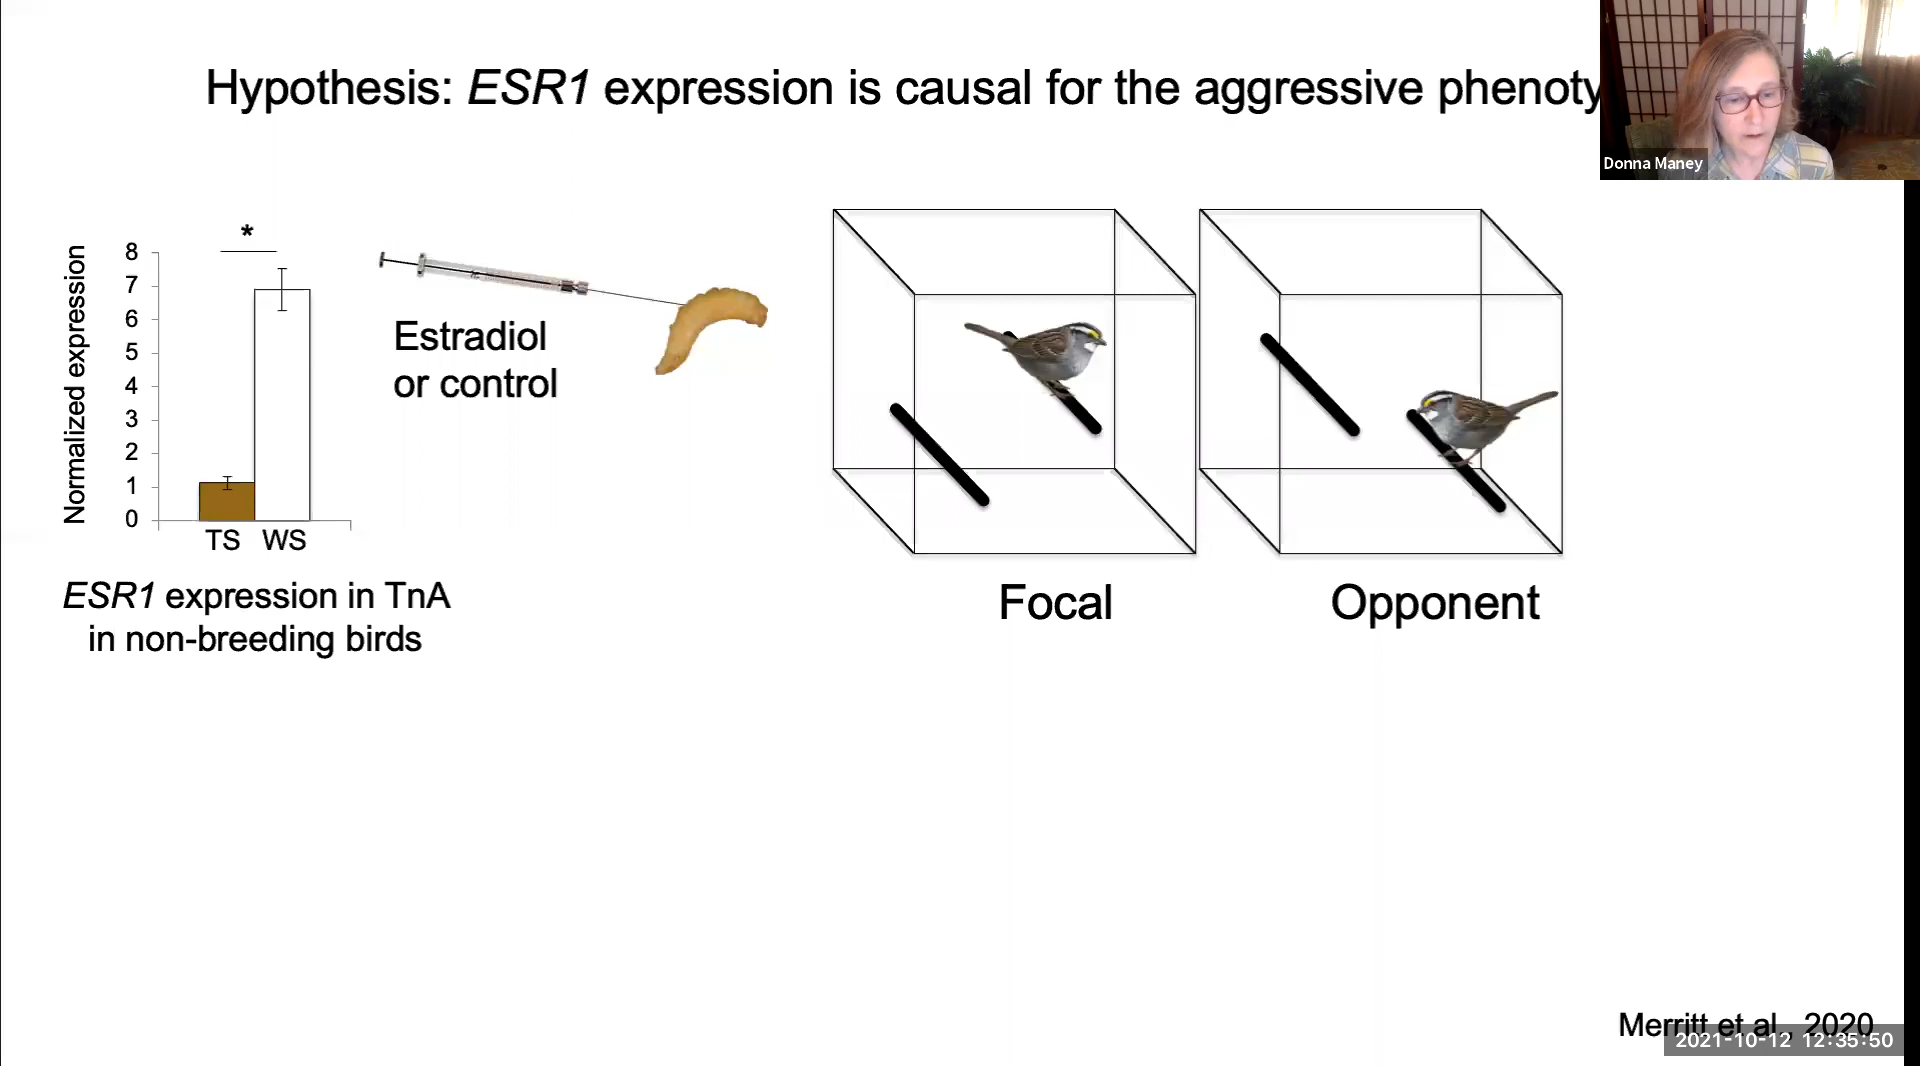 Hypothesis: ESR1 expression is causal for the aggressive phenoty
Donna Maney
*
Normalized expression
8
7
6
5
4
3
2
1
0
TS WS
ESR1 expression in TnA
in non-breeding birds
Estradiol
or control
Focal
Opponent
Merritt et al., 2020
2021-10-12 12:35:50